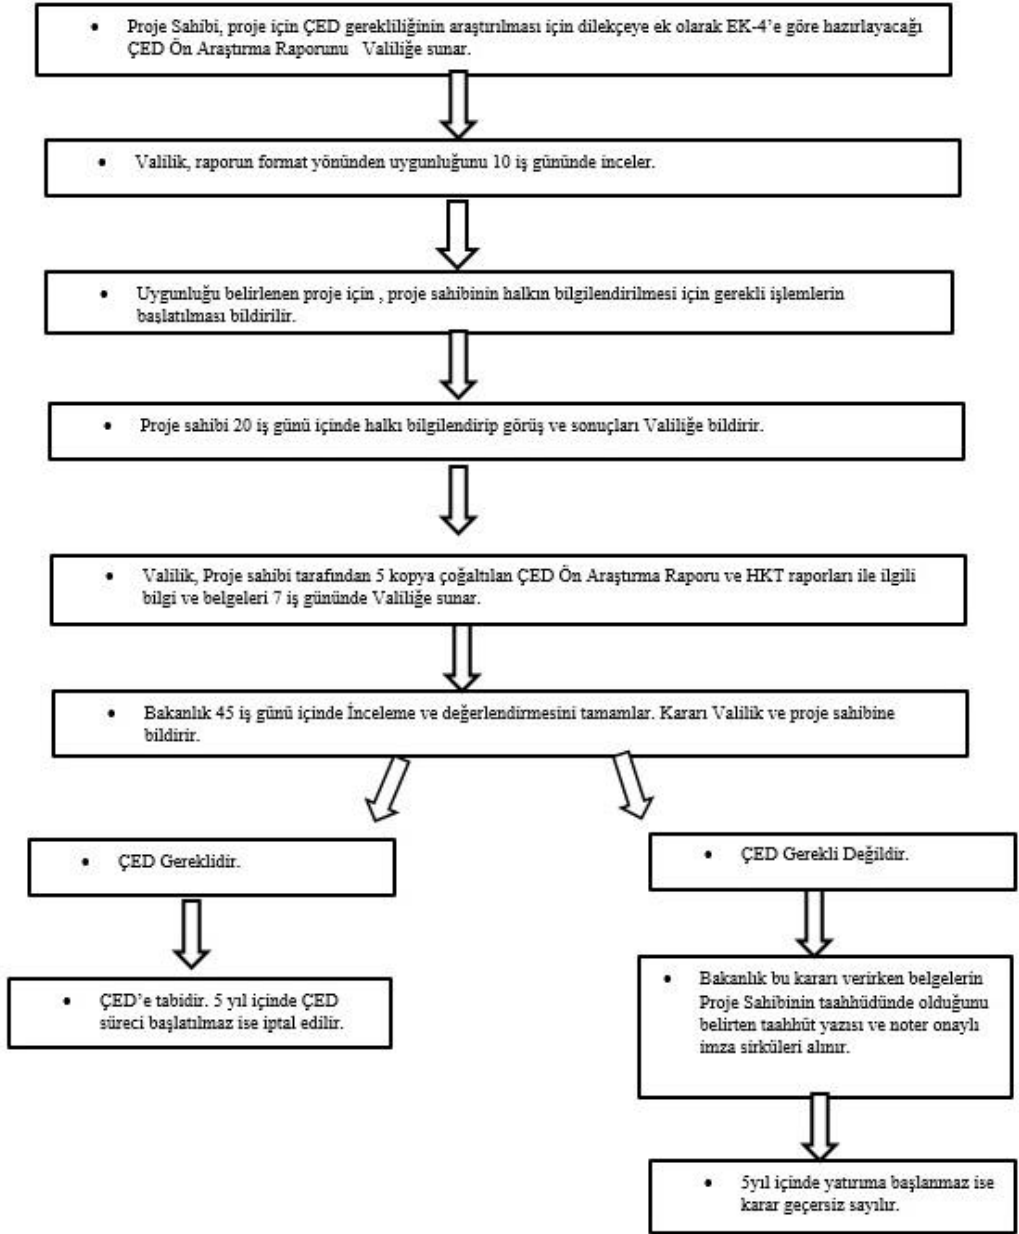 • Proje Sahibi, proje için ÇED gerekliliğinin araştırılması için dilekçeye ek olarak EK-4’e göre hazırlayacağı
ÇED Ön Araştırma Raporunu Valiliğe sunar.
• Valilik, raporun format yönünden uygunluğunu 10 iş gününde inceler.
• Uygunluğu belirlenen proje için , proje sahibinin halkın bilgilendirilmesi için gerekli işlemlerin
başlatılması bildirilir.
• Proje sahibi 20 iş günü içinde halkı bilgilendirip görüş ve sonuçları Valiliğe bildirir.
• Valilik, Proje sahibi tarafından 5 kopya çoğaltılan ÇED Ön Araştırma Raporu ve HKT raporları ile ilgili
bilgi ve belgeleri 7 iş gününde Valiliğe sunar.
• Bakanlık 45 iş günü içinde İnceleme ve değerlendirmesini tamamlar. Kararı Valilik ve proje sahibine
bildirir.
• ÇED Gereklidir.
• ÇED’e tabidir. 5 yıl içinde ÇED
süreci başlatılmaz ise iptal edilir.
• ÇED Gerekli Değildir.
• Bakanlık bu kararı verirken belgelerin
Proje Sahibinin taahhüdünde olduğunu
belirten taahhüt yazısı ve noter onaylı
imza sirküleri alınır.
• 5yıl içinde yatırıma başlanmaz ise
karar geçersiz sayılır.